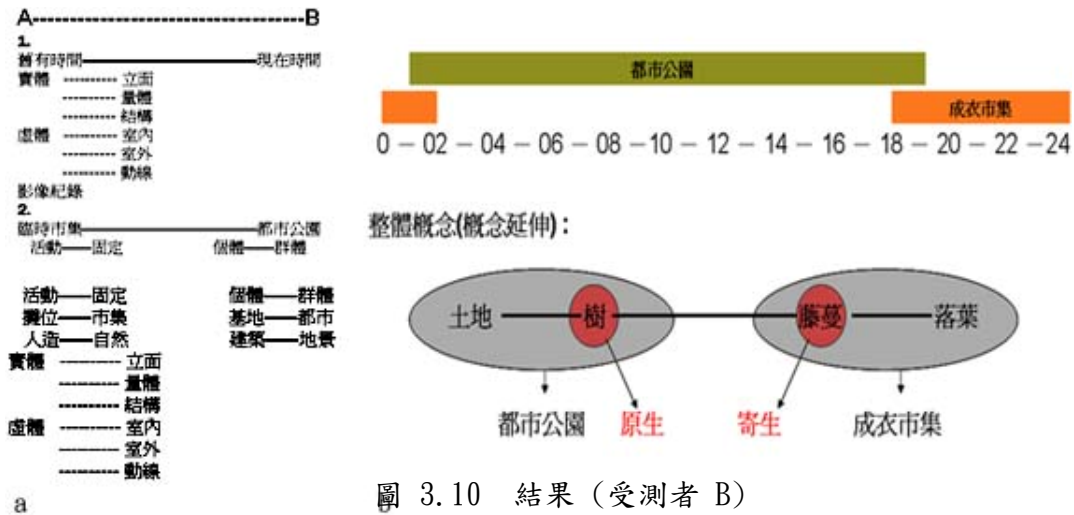 A-----------------------------------B
1.
舊有時間——————現在時間
實體 ---------- 立面
---------- 量體
---------- 結構
虛體 ---------- 室內
---------- 室外
---------- 動線
影像紀錄
2.
臨時市集——————都市公園
活動——固定 個體——群體
活動——固定 個體——群體
攤位——市集 基地——都市
人造——自然 建築——地景
實體 ---------- 立面
---------- 量體
---------- 結構
虛體 ---------- 室內
---------- 室外
---------- 動線
a
都市公園
成衣市集
0 – 02 – 04 – 06 – 08 – 10 – 12 – 14 – 16 – 18 – 20 – 22 – 24
整體概念(概念延伸)：
土地 樹 藤蔓 落葉
都市公園 原生 寄生 成衣市集
圖 3.10 結果 (受測者 B)